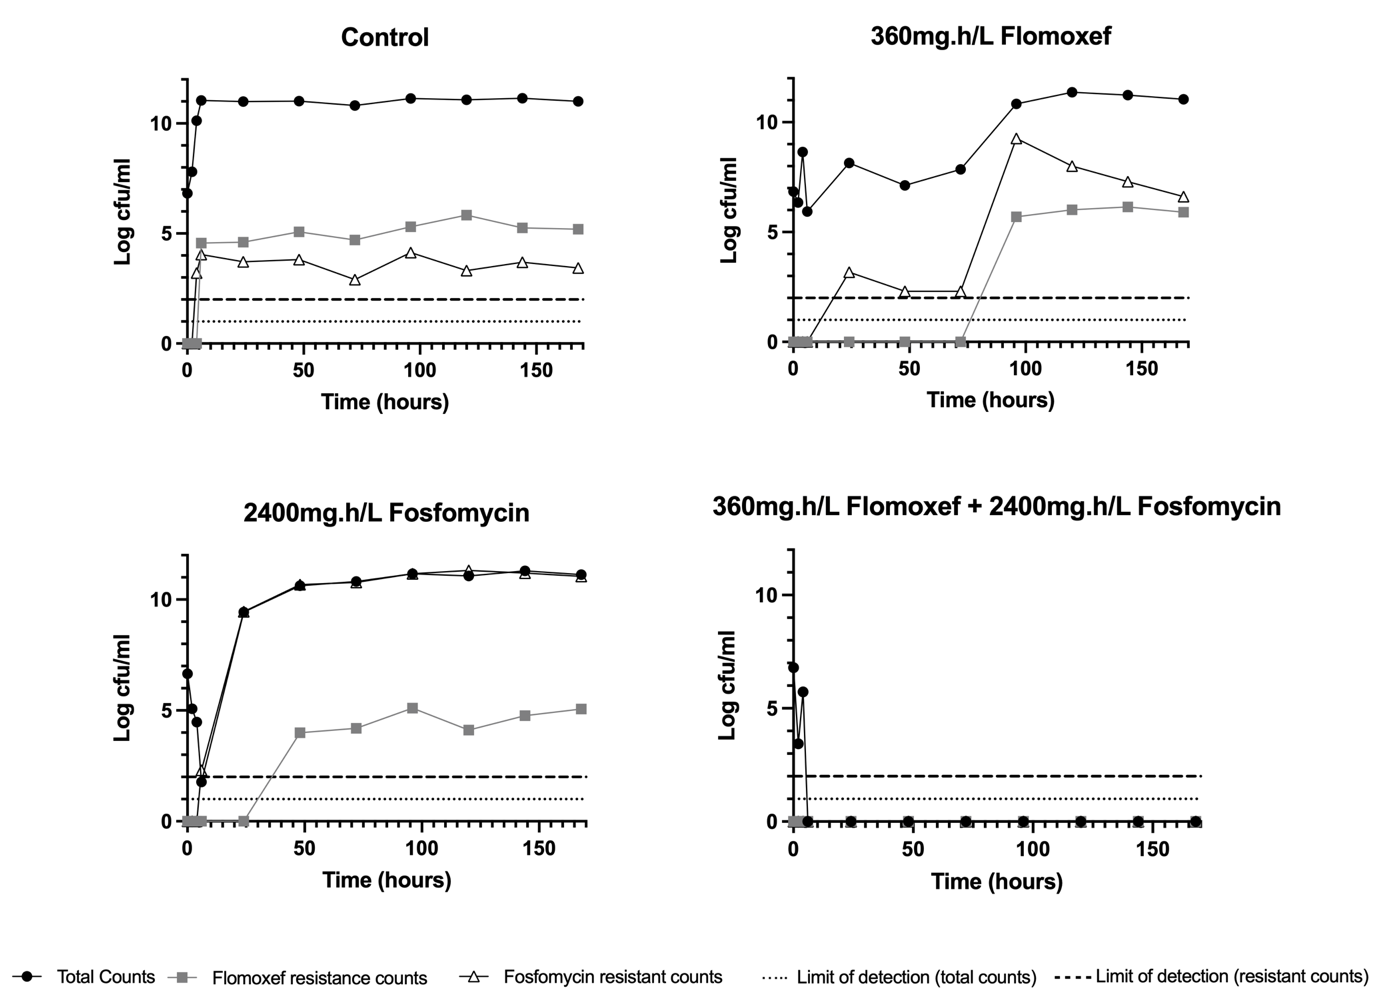 Control
10
5
0
Log cfu/ml
0 50 100 150
Time (hours)
360mg.h/L Flomoxef
10
5
0
Log cfu/ml
0 50 100 150
Time (hours)
2400mg.h/L Fosfomycin
10
5
0
Log cfu/ml
0 50 100 150
Time (hours)
360mg.h/L Flomoxef + 2400mg.h/L Fosfomycin
10
5
0
Log cfu/ml
0 50 100 150
Time (hours)
Total Counts Flomoxef resistance counts Fosfomycin resistant counts Limit of detection (total counts) Limit of detection (resistant counts)